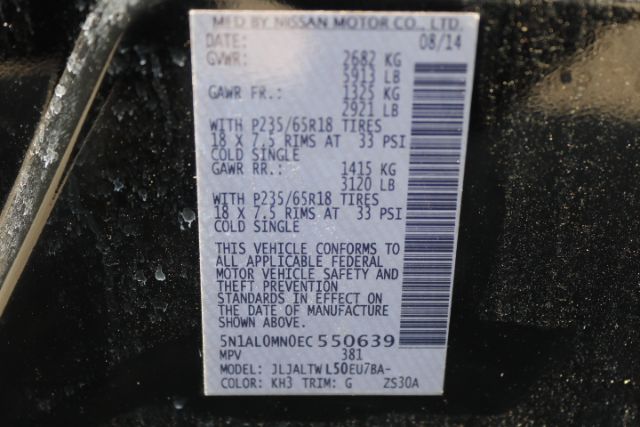 MFD BY NISSAN MOTOR CO., LTD.
DATE: 08/14
GVWR: 2682 KG
5913 LB
GAWR FR.: 1325 KG
2921 LB
WITH P235/65R18 TIRES
18 X 7.5 RIMS AT 33 PSI
COLD SINGLE
GAWR RR.: 1415 KG
3120 LB
WITH P235/65R18 TIRES
18 X 7.5 RIMS AT 33 PSI
COLD SINGLE
THIS VEHICLE CONFORMS TO
ALL APPLICABLE FEDERAL
MOTOR VEHICLE SAFETY AND
THEFT PREVENTION
STANDARDS IN EFFECT ON
THE DATE OF MANUFACTURE
SHOWN ABOVE.
5N1AL0MN0EC550639
MPV 381
MODEL: JLJALTWL50EU7BA-
COLOR: KH3 TRIM: G ZS30A